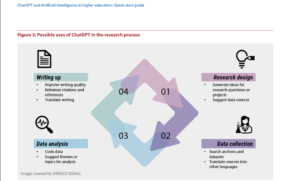 ChatGPT and Artificial Intelligence in higher education: Quick start guide
Figure 3: Possible uses of ChatGPT in the research process
Writing up
• Improve writing quality
• Reformat citations and
references
• Translate writing
04
01
Research design
• Generate ideas for
research questions or
projects
• Suggest data sources
03
02
Data analysis
• Code data
• Suggest themes or
topics for analysis
Data collection
• Search archives and
datasets
• Translate sources into
other languages
Image created by UNESCO IESALC